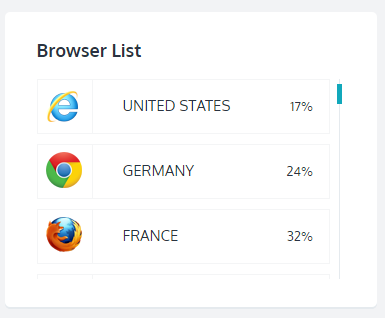 Browser List
UNITED STATES 17%
GERMANY 24%
FRANCE 32%